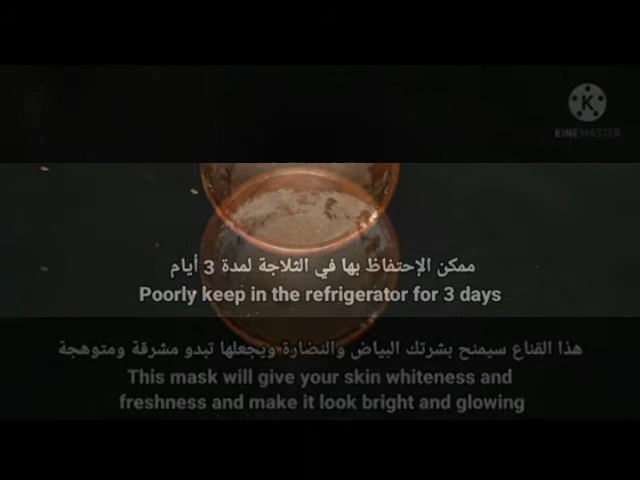 KINEMASTER
ممكن الإحتفاظ بها في الثلاجة لمدة 3 أيام
Poorly keep in the refrigerator for 3 days
هذا القناع سيمنح بشرتك البياض والنضارة ويجعلها تبدو مشرقة ومتوهجة
This mask will give your skin whiteness and
freshness and make it look bright and glowing